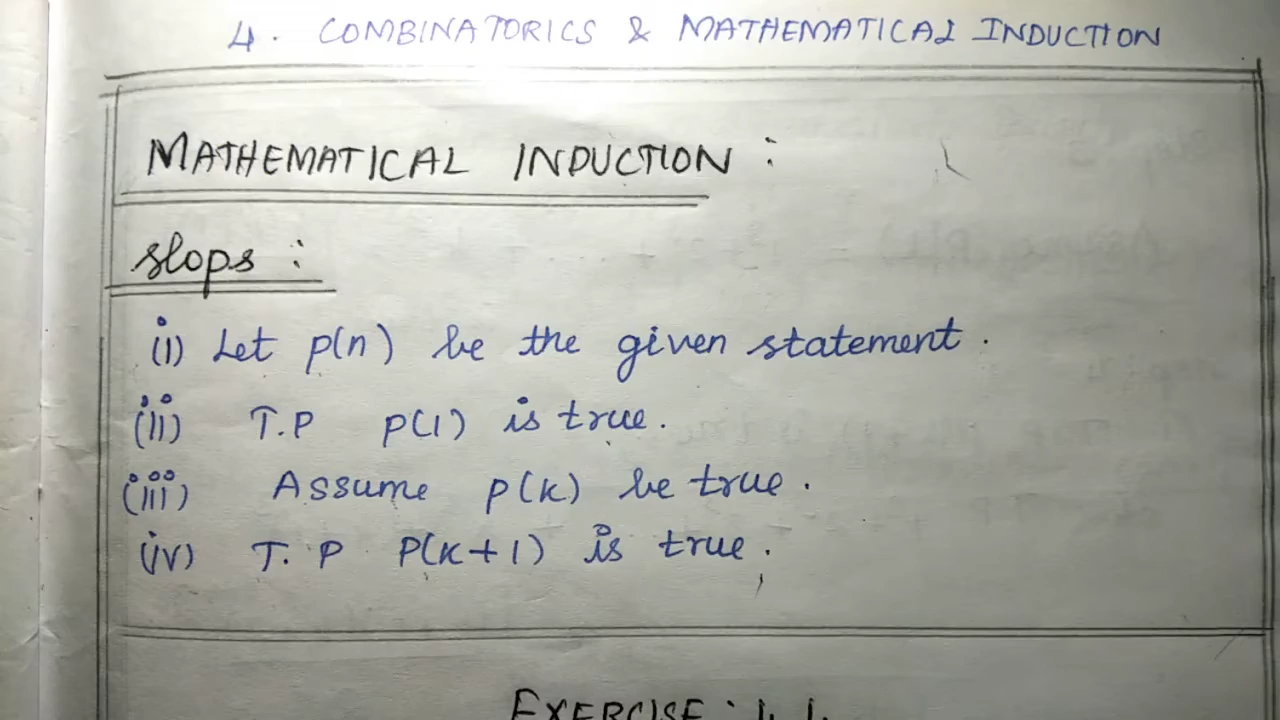 4. COMBINATORICS & MATHEMATICAL INDUCTION
MATHEMATICAL INDUCTION :
slops :
(i) Let p(n) be the given statement.
(ii) T.P P(1) is true.
(iii) Assume P(k) be true.
(iv) T.P P(k+1) is true.
EXERCISE :